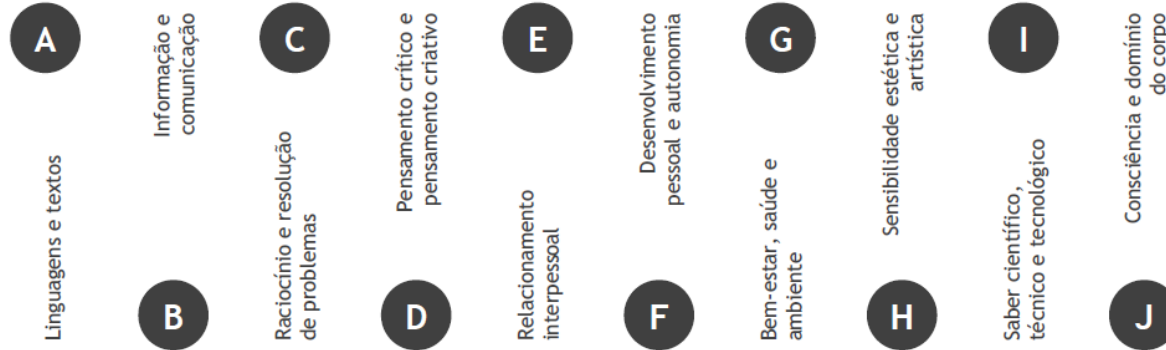 A
Linguagens e textos
Informação e
comunicação
B
C
Raciocínio e resolução
de problemas
Pensamento crítico e
pensamento criativo
D
E
Relacionamento
interpessoal
Desenvolvimento
pessoal e autonomia
F
G
Bem-estar, saúde e
ambiente
Sensibilidade estética e
artística
H
I
Saber científico,
técnico e tecnológico
Consciência e domínio
do corpo
J